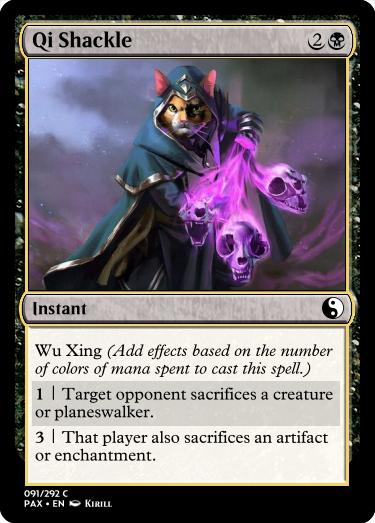 Qi Shackle 2
Instant
Wu Xing (Add effects based on the number
of colors of mana spent to cast this spell.)
1 | Target opponent sacrifices a creature
or planeswalker.
3 | That player also sacrifices an artifact
or enchantment.
091/292 C
PAX • EN KIRILL